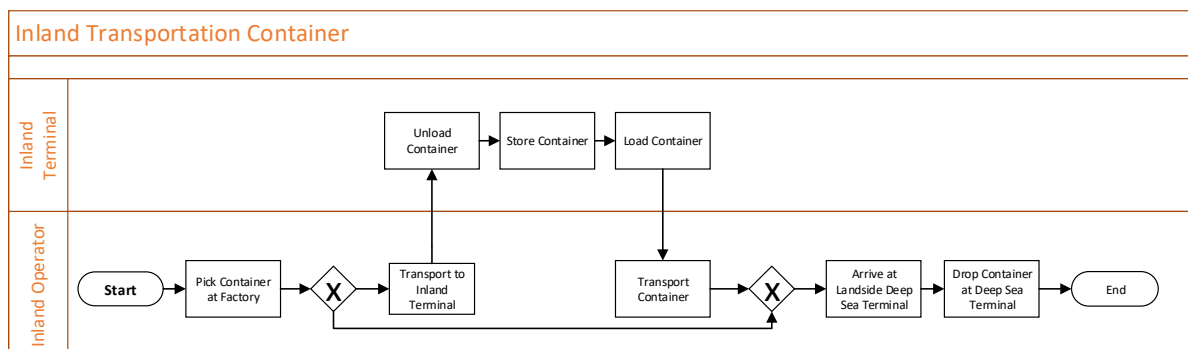 Inland Transportation Container
Inland
Terminal
Unload
Container
Store Container
Load Container
Inland Operator
Start
Pick Container
at Factory
X
Transport to
Inland
Terminal
Transport
Container
X
Arrive at
Landside Deep
Sea Terminal
Drop Container
at Deep Sea
Terminal
End